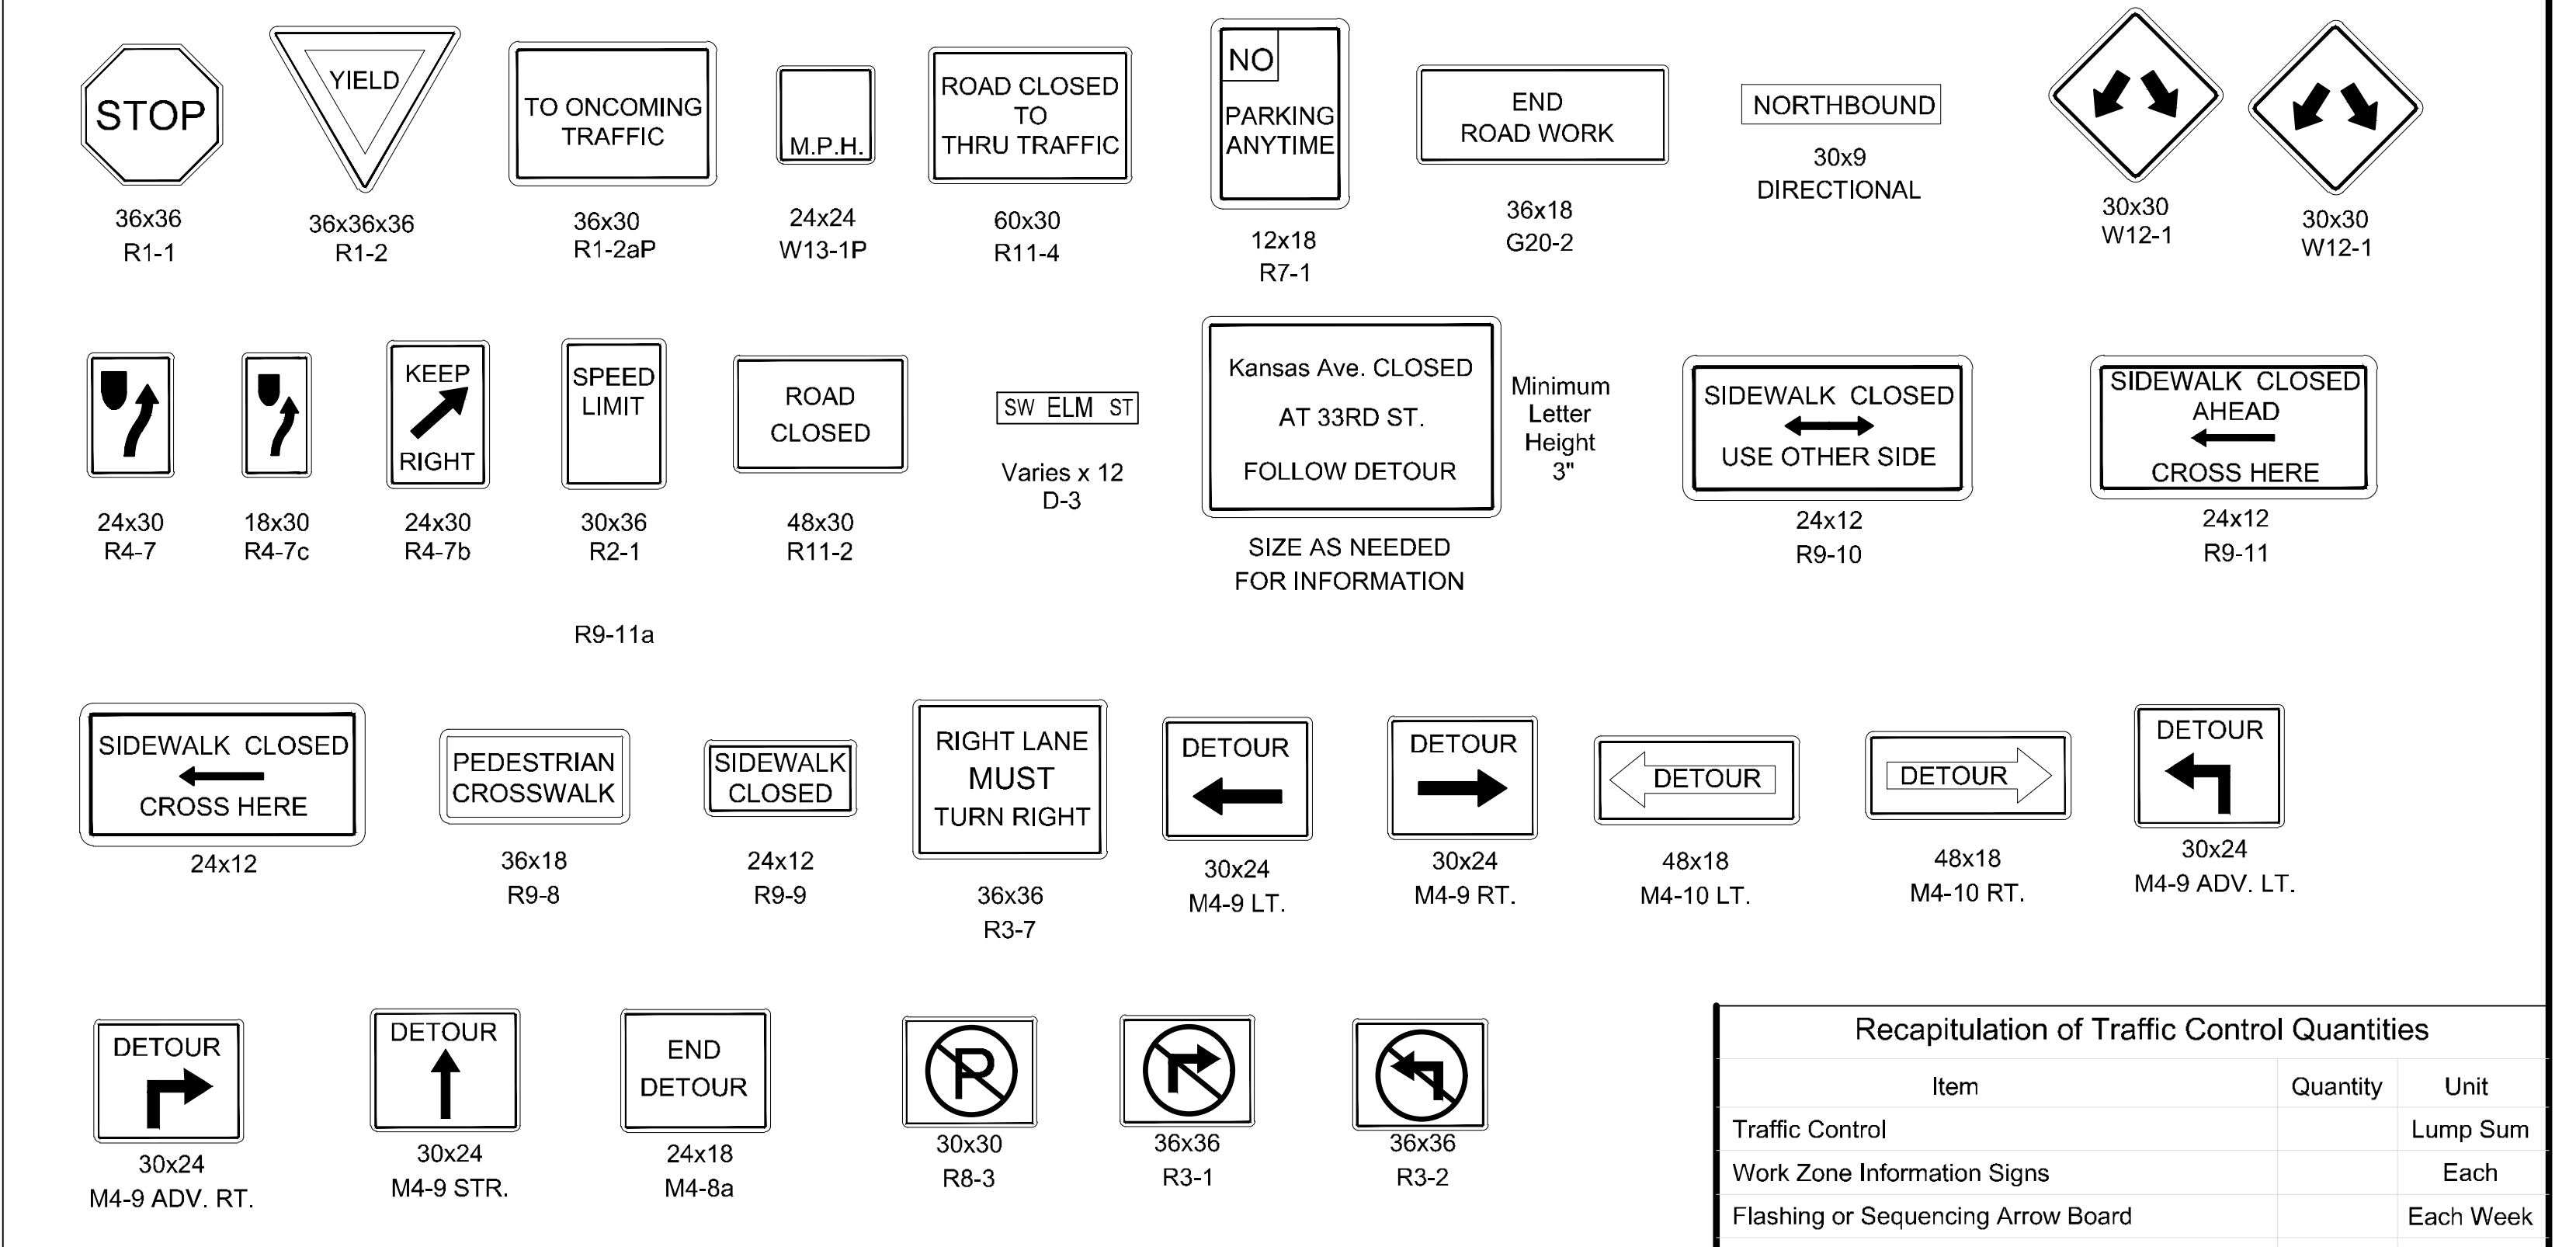 STOP
36x36
R1-1
YIELD
36x36x36
R1-2
TO ONCOMING
TRAFFIC
36x30
R1-2aP
M.P.H.
24x24
W13-1P
ROAD CLOSED
TO
THRU TRAFFIC
60x30
R11-4
NO
PARKING
ANYTIME
12x18
R7-1
END
ROAD WORK
36x18
G20-2
NORTHBOUND
30x9
DIRECTIONAL
30x30
W12-1
30x30
W12-1
24x30
R4-7
18x30
R4-7c
KEEP
RIGHT
24x30
R4-7b
SPEED
LIMIT
30x36
R2-1
ROAD
CLOSED
48x30
R11-2
SW ELM ST
Varies x 12
D-3
Kansas Ave. CLOSED
AT 33RD ST.
FOLLOW DETOUR
SIZE AS NEEDED
FOR INFORMATION
Minimum
Letter
Height
3"
SIDEWALK CLOSED
USE OTHER SIDE
24x12
R9-10
SIDEWALK CLOSED
AHEAD
CROSS HERE
24x12
R9-11
R9-11a
SIDEWALK CLOSED
CROSS HERE
24x12
PEDESTRIAN
CROSSWALK
36x18
R9-8
SIDEWALK
CLOSED
24x12
R9-9
RIGHT LANE
MUST
TURN RIGHT
36x36
R3-7
DETOUR
30x24
M4-9 LT.
DETOUR
30x24
M4-9 RT.
DETOUR
48x18
M4-10 LT.
DETOUR
48x18
M4-10 RT.
DETOUR
30x24
M4-9 ADV. LT.
DETOUR
30x24
M4-9 ADV. RT.
DETOUR
30x24
M4-9 STR.
END
DETOUR
24x18
M4-8a
P
30x30
R8-3
36x36
R3-1
36x36
R3-2
Recapitulation of Traffic Control Quantities
Item Quantity Unit
Traffic Control Lump Sum
Work Zone Information Signs Each
Flashing or Sequencing Arrow Board Each Week